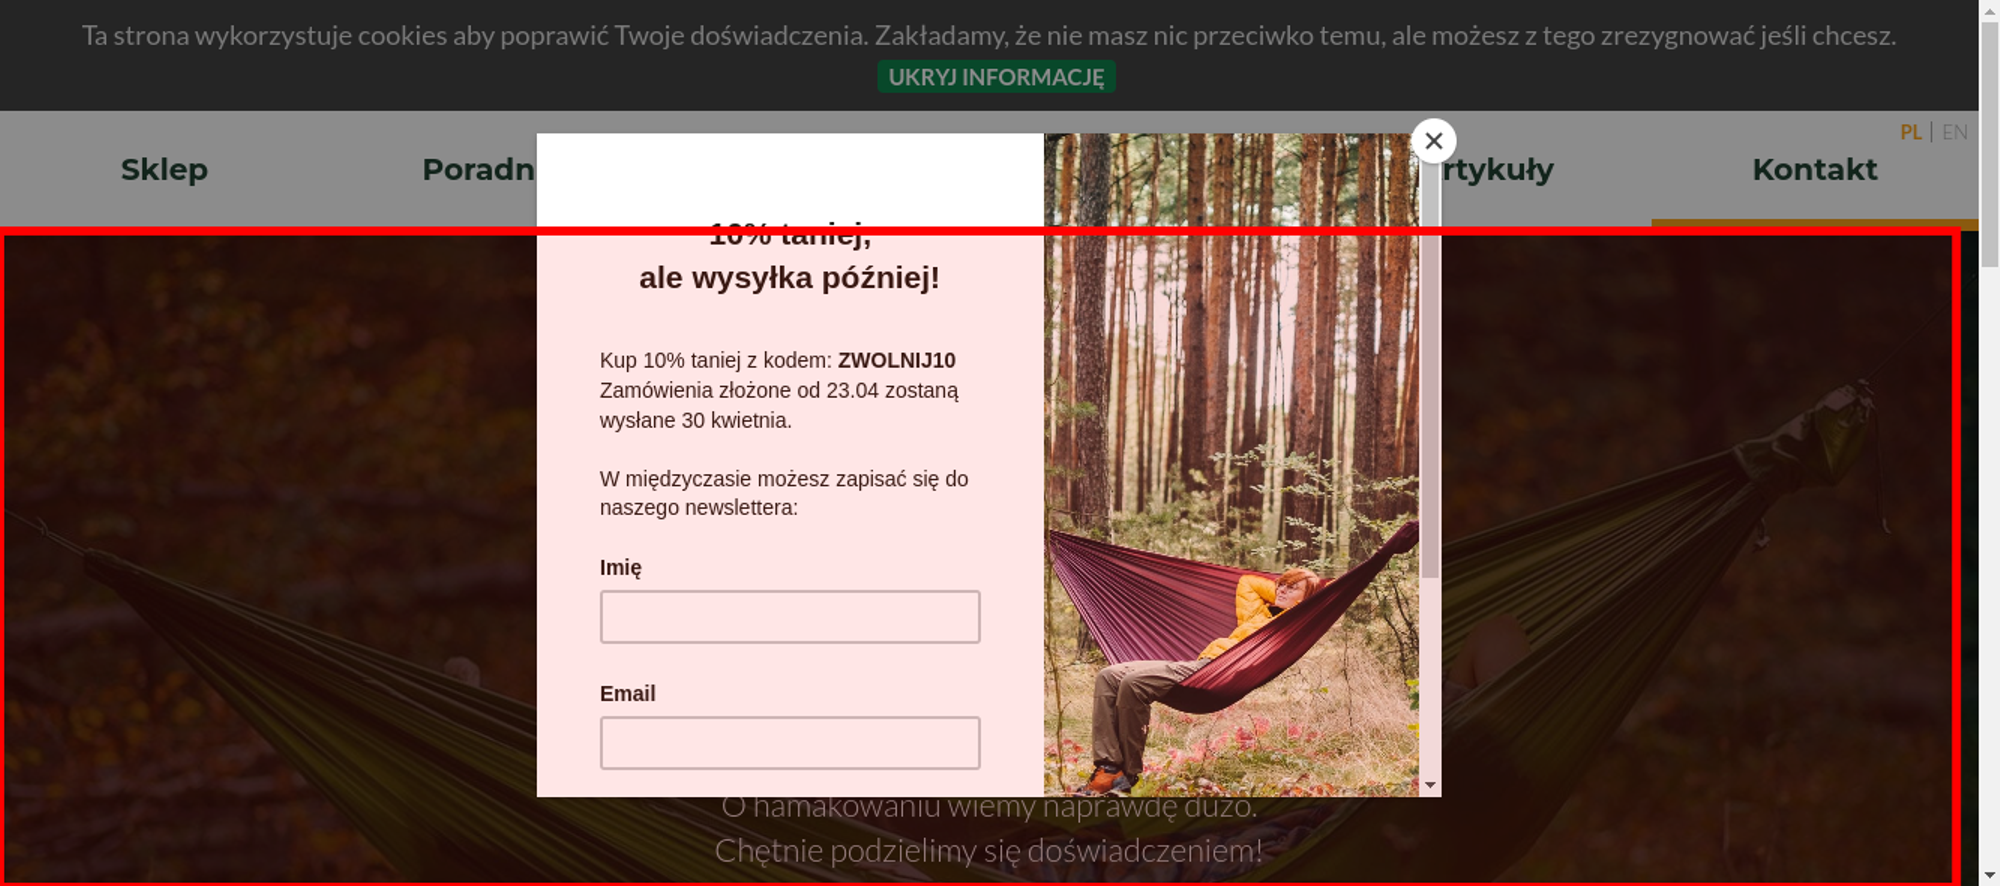 Ta strona wykorzystuje cookies aby poprawić Twoje doświadczenia. Zakładamy, że nie masz nic przeciwko temu, ale możesz z tego zrezygnować jeśli chcesz.
UKRYJ INFORMACJĘ
PL | EN
Sklep
Poradn
rtykuły
Kontakt
10% taniej,
ale wysyłka później!
Kup 10% taniej z kodem: ZWOLNIJ10
Zamówienia złożone od 23.04 zostaną
wysłane 30 kwietnia.
W międzyczasie możesz zapisać się do
naszego newslettera:
Imię
Email
O hamakowaniu wiemy naprawdę dużo.
Chętnie podzielimy się doświadczeniem!